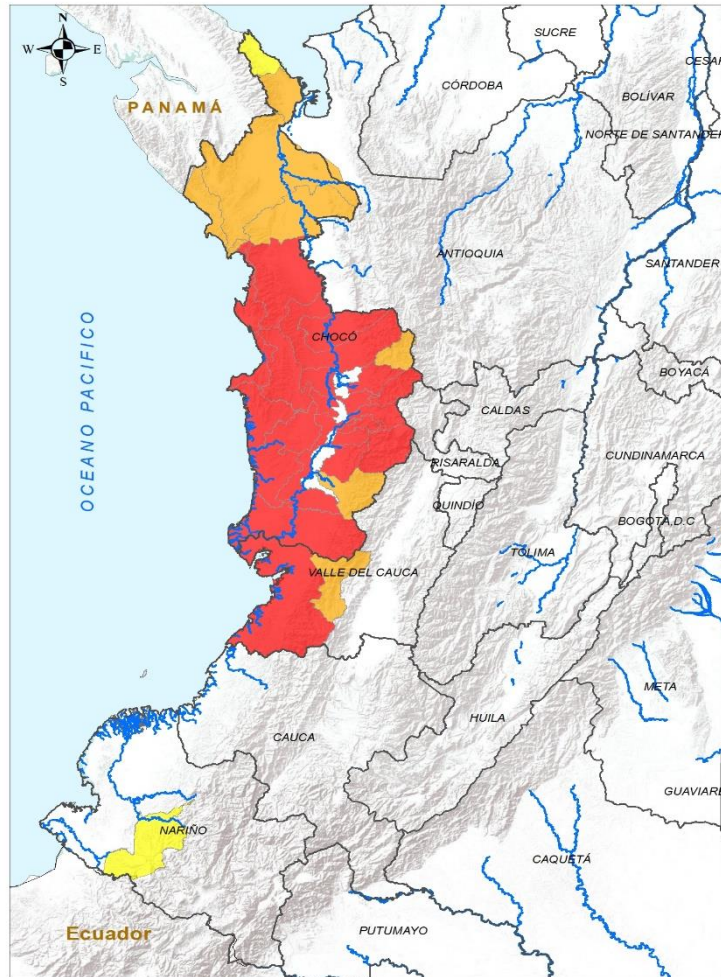 N
W E
S
SUCRE
CESAR
CÓRDOBA
BOLÍVAR
PANAMÁ
NORTE DE SANTANDER
ANTIOQUIA
SANTANDER
OCEANO PACIFICO
CHOCÓ
BOYACÁ
CALDAS
CUNDINAMARCA
RISARALDA
QUINDÍO
BOGOTÁ, D.C
TOLIMA
VALLE DEL CAUCA
META
HUILA
CAUCA
GUAVIARE
NARIÑO
CAQUETÁ
Ecuador
PUTUMAYO